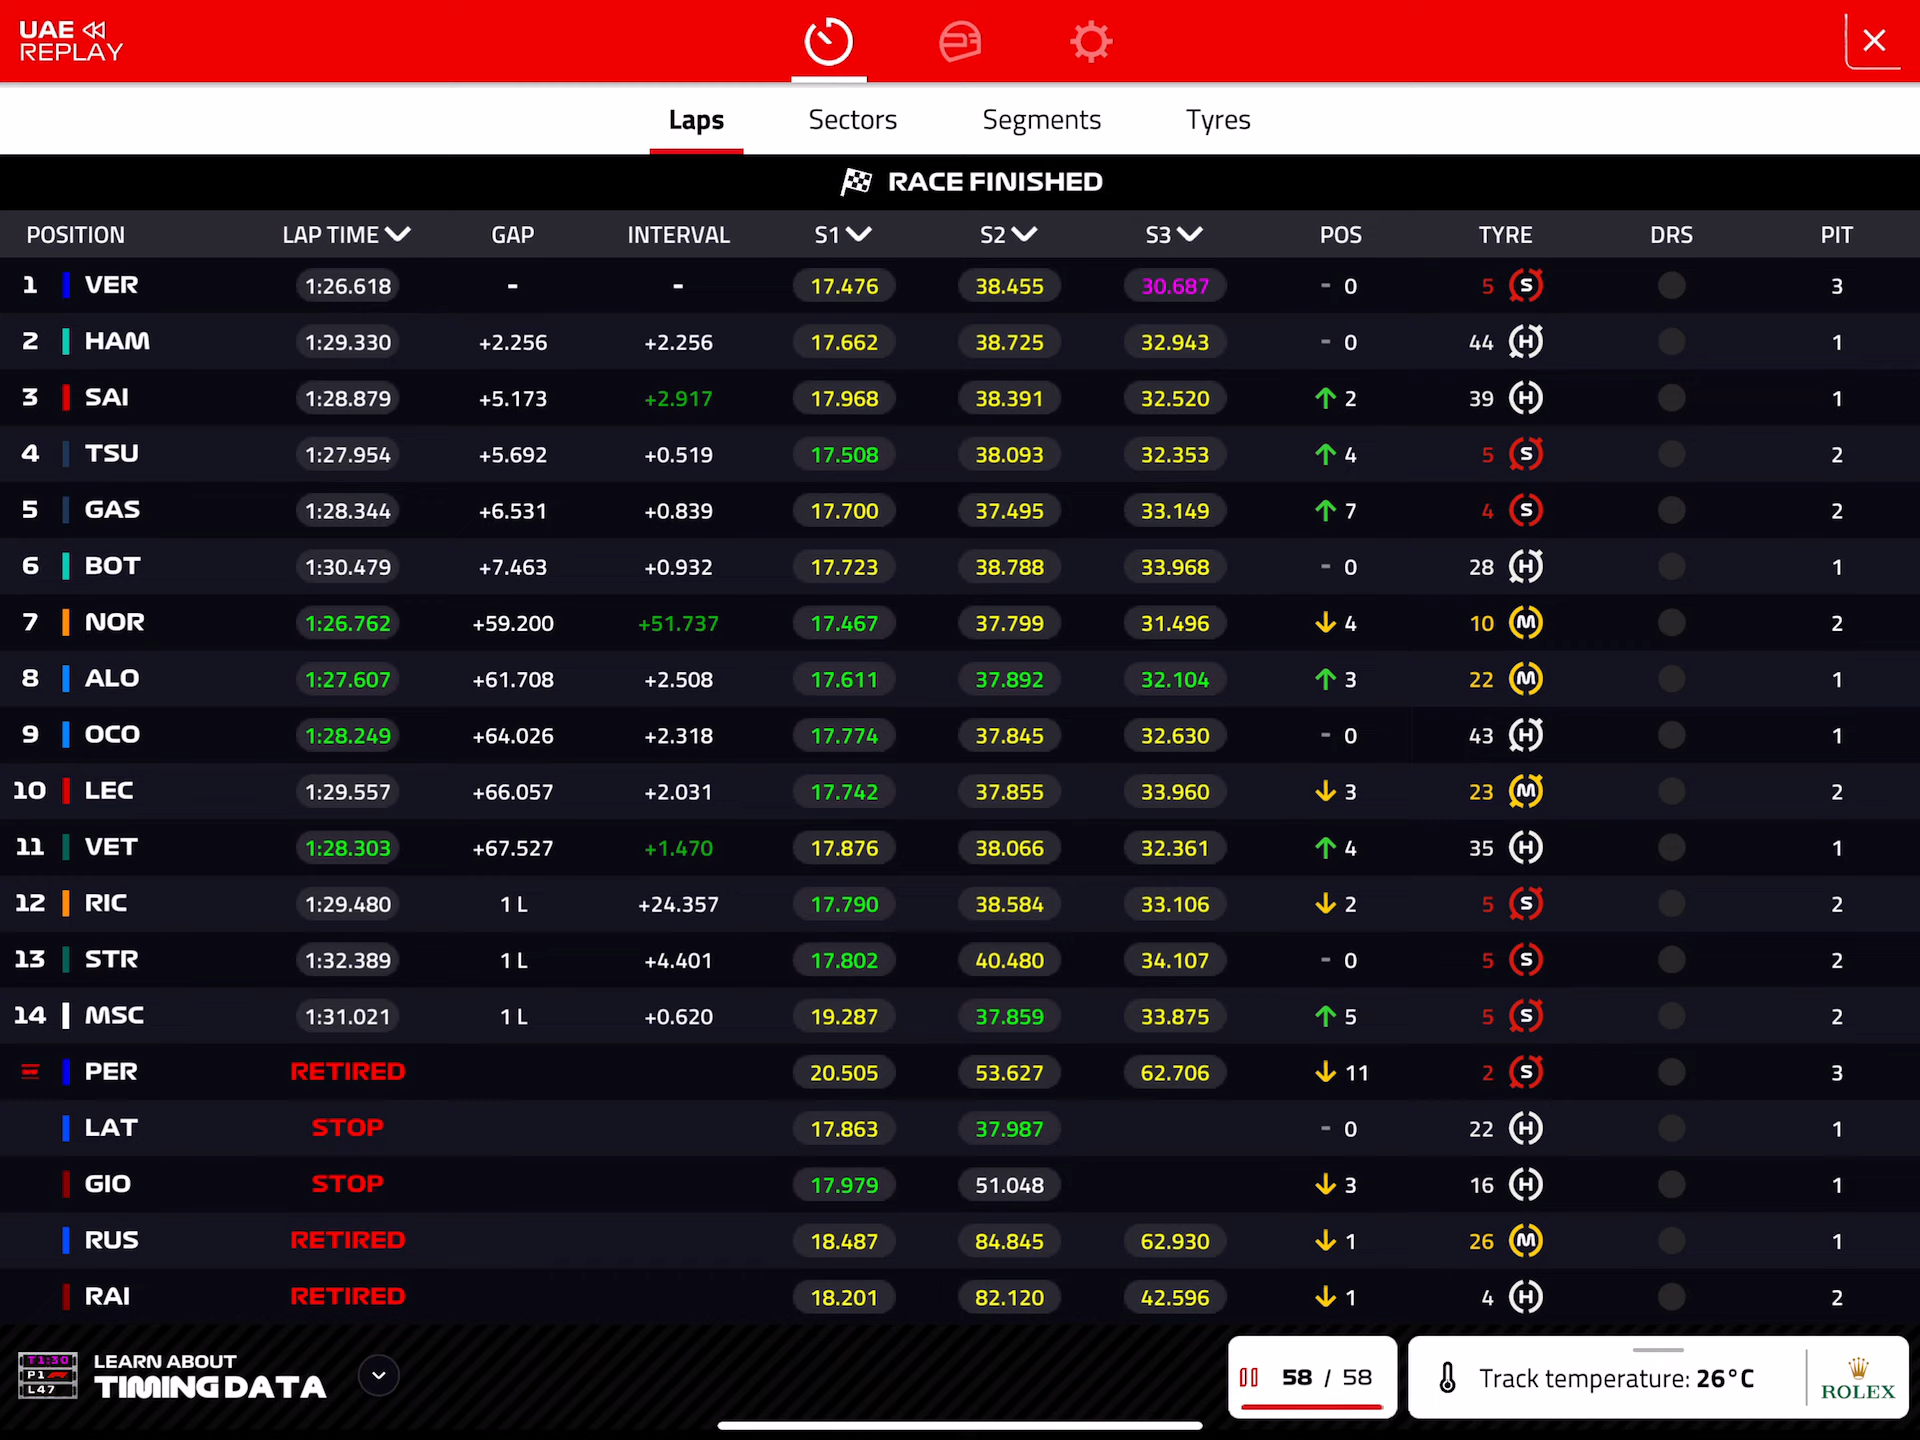 UAE
REPLAY
Laps Sectors Segments Tyres
RACE FINISHED
POSITION LAP TIME GAP INTERVAL S1 S2 S3 POS TYRE DRS PIT
1 VER 1:26.618 - - 17.476 38.455 30.687 - 0 5 S 3
2 HAM 1:29.330 +2.256 +2.256 17.662 38.725 32.943 - 0 44 H 1
3 SAI 1:28.879 +5.173 +2.917 17.968 38.391 32.520 ↑ 2 39 H 1
4 TSU 1:27.954 +5.692 +0.519 17.508 38.093 32.353 ↑ 4 5 S 2
5 GAS 1:28.344 +6.531 +0.839 17.700 37.495 33.149 ↑ 7 4 S 2
6 BOT 1:30.479 +7.463 +0.932 17.723 38.788 33.968 - 0 28 H 1
7 NOR 1:26.762 +59.200 +51.737 17.467 37.799 31.496 ↓ 4 10 M 2
8 ALO 1:27.607 +61.708 +2.508 17.611 37.892 32.104 ↑ 3 22 M 1
9 OCO 1:28.249 +64.026 +2.318 17.774 37.845 32.630 - 0 43 H 1
10 LEC 1:29.557 +66.057 +2.031 17.742 37.855 33.960 ↓ 3 23 M 2
11 VET 1:28.303 +67.527 +1.470 17.876 38.066 32.361 ↑ 4 35 H 1
12 RIC 1:29.480 1 L +24.357 17.790 38.584 33.106 ↓ 2 5 S 2
13 STR 1:32.389 1 L +4.401 17.802 40.480 34.107 - 0 5 S 2
14 MSC 1:31.021 1 L +0.620 19.287 37.859 33.875 ↑ 5 5 S 2
PER RETIRED 20.505 53.627 62.706 ↓ 11 2 S 3
LAT STOP 17.863 37.987 - 0 22 H 1
GIO STOP 17.979 51.048 ↓ 3 16 H 1
RUS RETIRED 18.487 84.845 62.930 ↓ 1 26 M 1
RAI RETIRED 18.201 82.120 42.596 ↓ 1 4 H 2
T1:30
P1
L47
LEARN ABOUT
TIMING DATA
58 / 58
Track temperature: 26°C
ROLEX